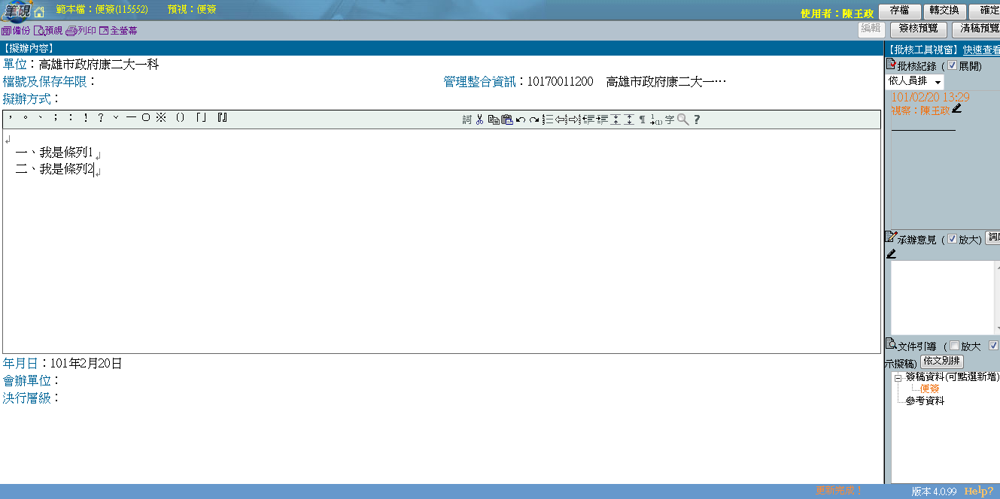 筆硯 範本檔：便簽(115552) 預視：便簽 使用者：陳王政 存檔 轉交換 確定
備份 預視 列印 全螢幕 編輯 簽核預覽 清稿預覽
【擬辦內容】
單位：高雄市政府康二大一科
檔號及保存年限： 管理整合資訊：10170011200 高雄市政府康二大一…
擬辦方式：
， 。 、 ； ： ！ ？ ˇ — ○ ※ （） 「」 『』 詞 ¶ 字 ?
一、我是條列1
二、我是條列2
年月日：101年2月20日
會辦單位：
決行層級：
【批核工具視窗】 快速查看
批核紀錄 ( 展開)
依人員排
101/02/20 13:29
視察：陳王政
承辦意見 ( 放大)
文件引導 ( 放大
示擬稿) 依文別排
簽稿資料(可點選新增)
便簽
參考資料
更新完成！ 版本 4.0.99 Help?